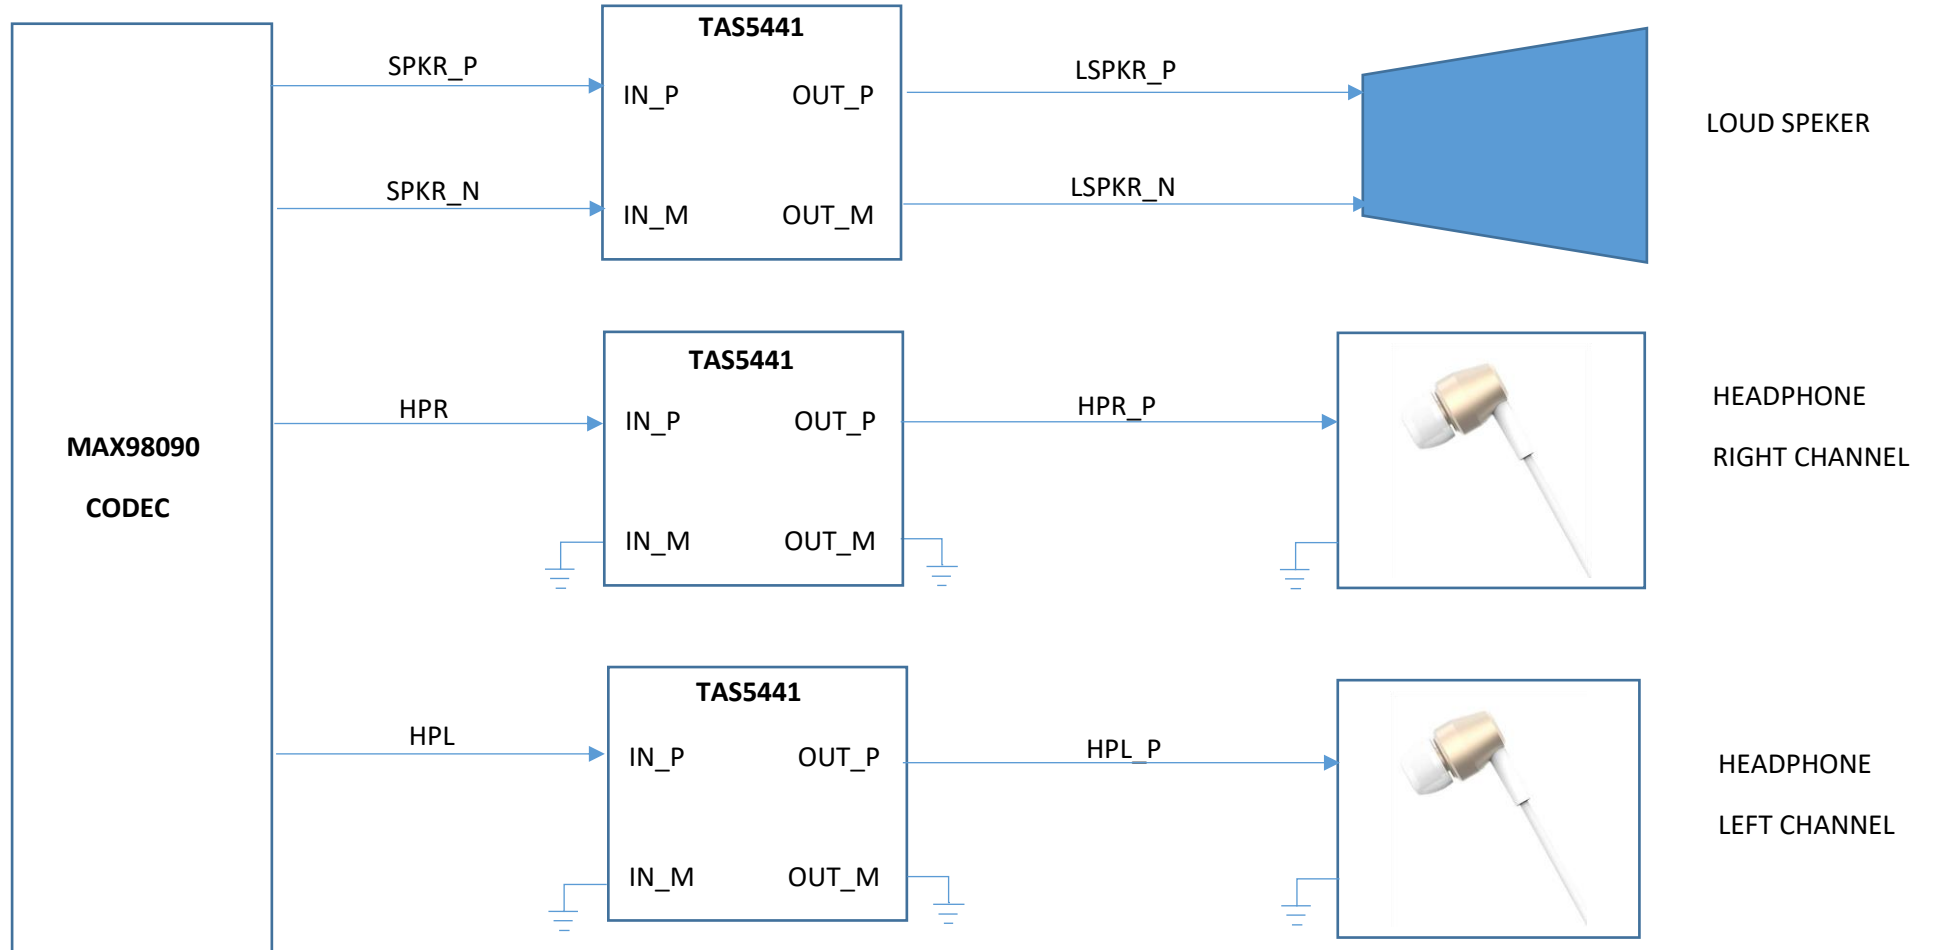 MAX98090
CODEC
SPKR_P
SPKR_N
TAS5441
IN_P
OUT_P
IN_M
OUT_M
LSPKR_P
LSPKR_N
LOUD SPEKER
HPR
TAS5441
IN_P
OUT_P
IN_M
OUT_M
HPR_P
HEADPHONE
RIGHT CHANNEL
HPL
TAS5441
IN_P
OUT_P
IN_M
OUT_M
HPL_P
HEADPHONE
LEFT CHANNEL